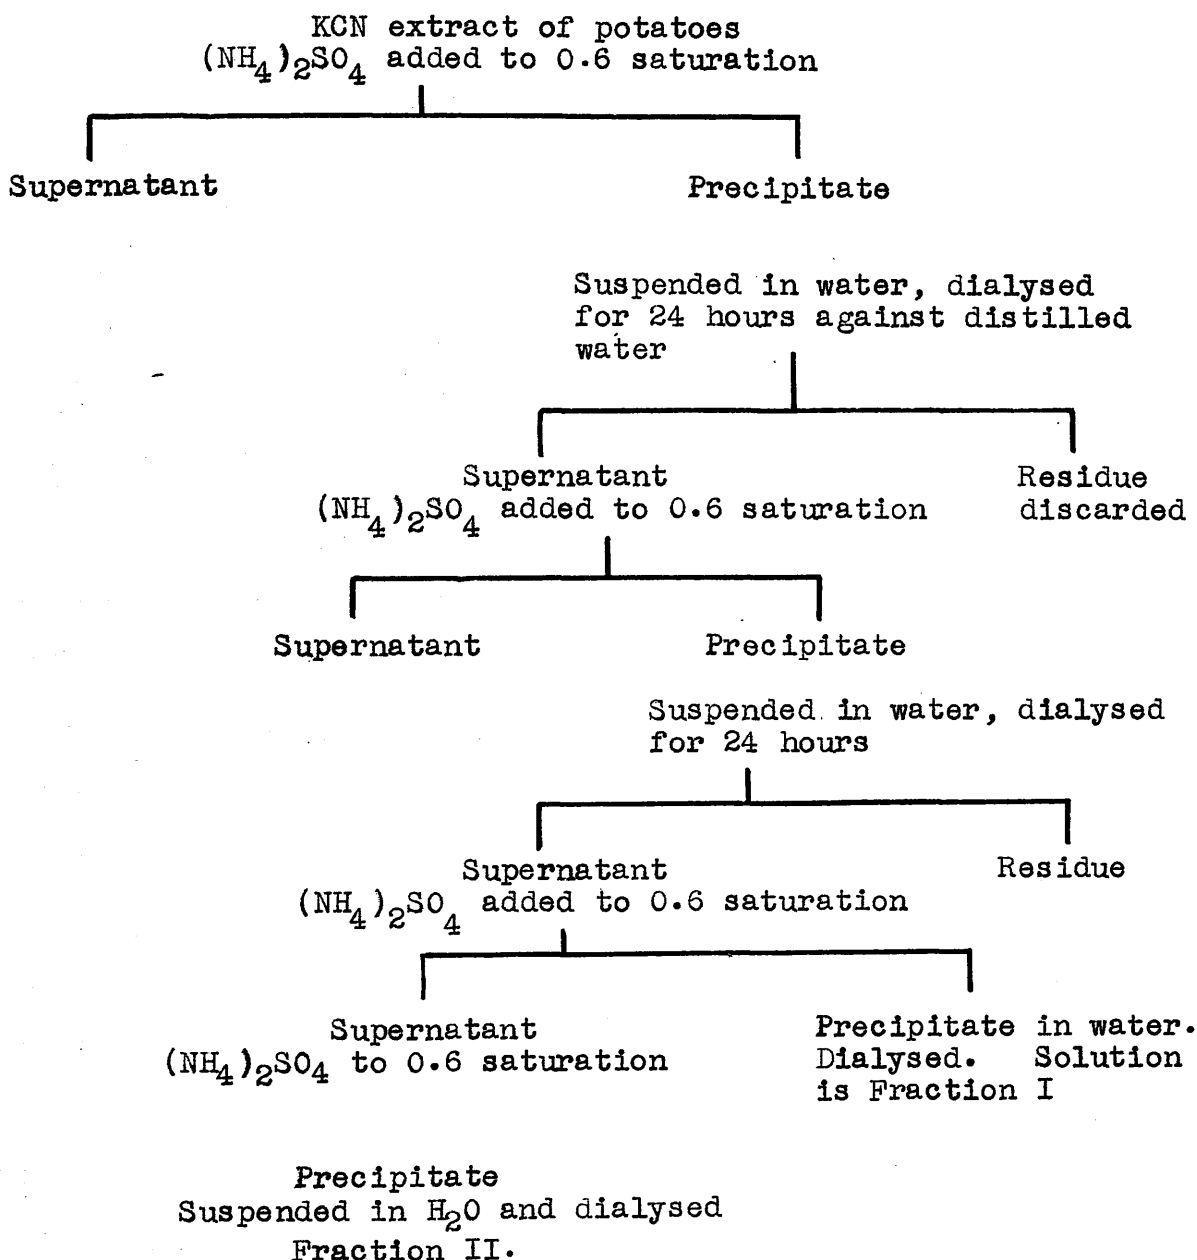 KCN extract of potatoes
(NH4)2SO4 added to 0.6 saturation
Supernatant
Precipitate
Suspended in water, dialysed
for 24 hours against distilled
water
Supernatant
(NH4)2SO4 added to 0.6 saturation
Residue
discarded
Supernatant
Precipitate
Suspended in water, dialysed
for 24 hours
Supernatant
(NH4)2SO4 added to 0.6 saturation
Residue
Supernatant
(NH4)2SO4 to 0.6 saturation
Precipitate in water.
Dialysed. Solution
is Fraction I
Precipitate
Suspended in H2O and dialysed
Fraction II.